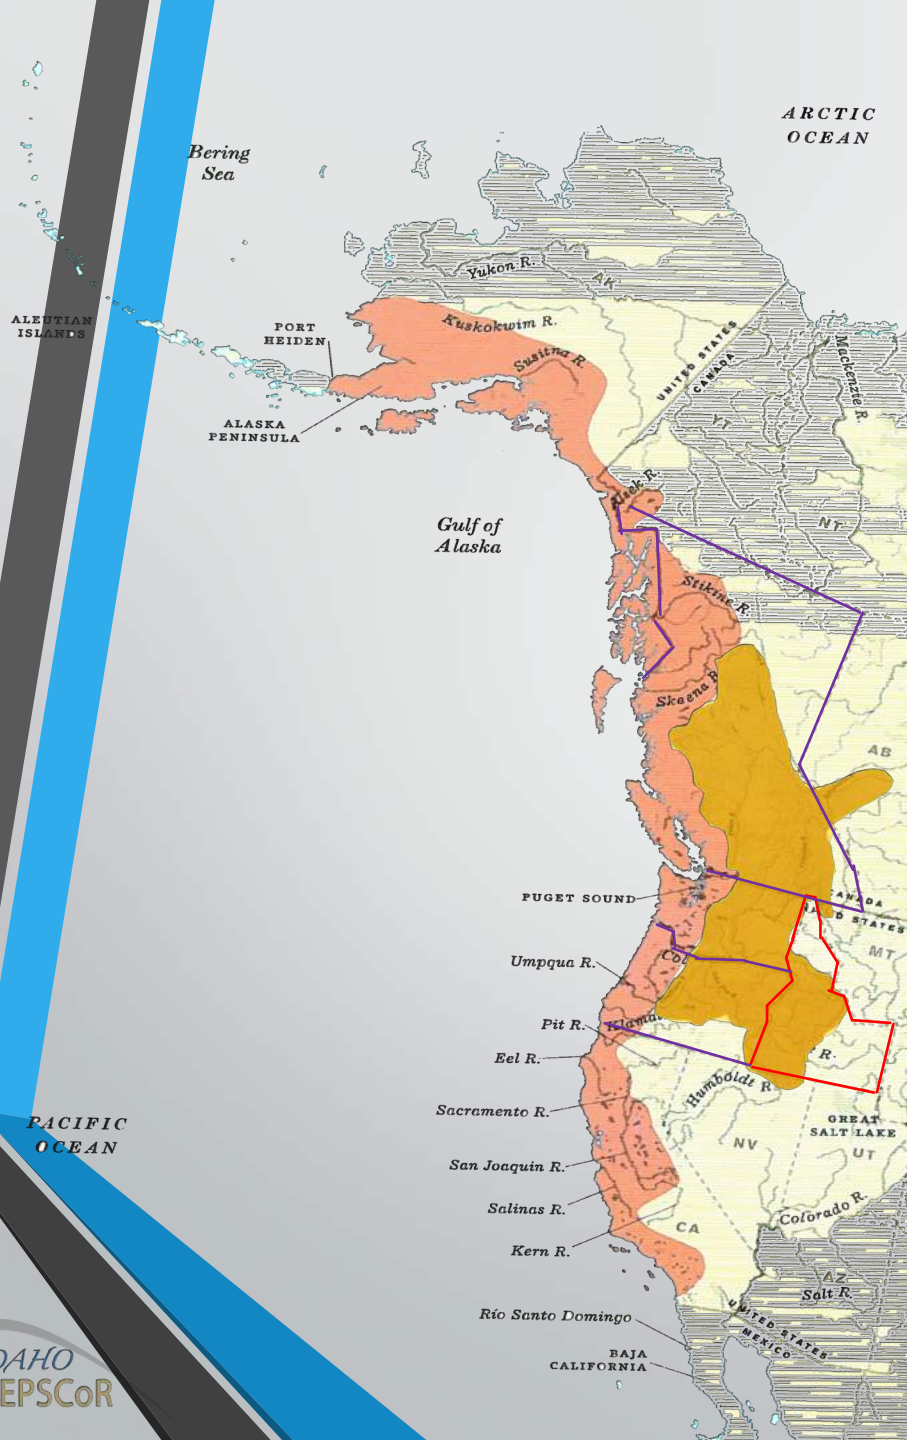 ARCTIC
OCEAN
Bering
Sea
Yukon R.
AK
ALEUTIAN
ISLANDS
PORT
HEIDEN
Kuskokwim R.
Susitna R.
UNITED STATES
CANADA
Mackenzie R.
ALASKA
PENINSULA
YT
Alsek R.
Gulf of
Alaska
NT
Stikine R.
Skeena R
AB
PUGET SOUND
CANADA
UNITED STATES
MT
Umpqua R.
Col
Pit R.
Klamat
Eel R.
R.
Humboldt R
Sacramento R.
GREAT
SALT LAKE
PACIFIC
OCEAN
NV
UT
San Joaquin R.
Salinas R.
Colorado R.
CA
Kern R.
AZ
Salt R.
Río Santo Domingo
UNITED STATES
MEXICO
BAJA
CALIFORNIA
DAHO
EPSCoR